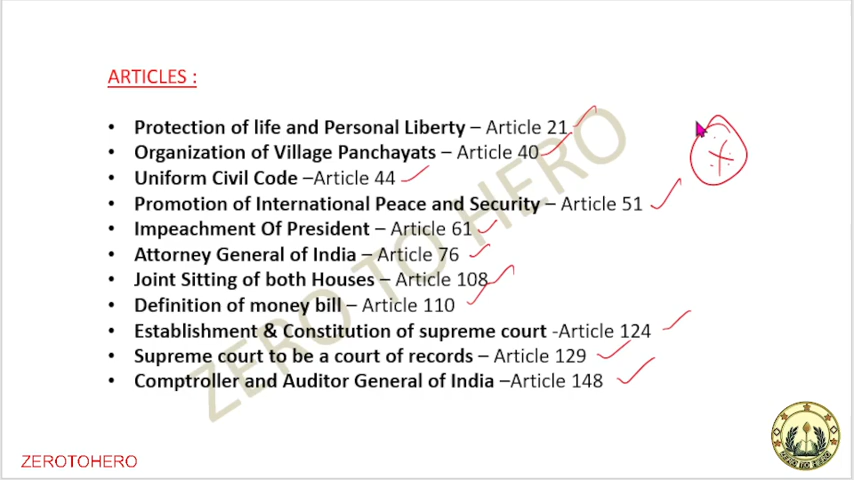 ARTICLES :
• Protection of life and Personal Liberty – Article 21.
• Organization of Village Panchayats – Article 40
• Uniform Civil Code –Article 44
• Promotion of International Peace and Security – Article 51
• Impeachment Of President – Article 61
• Attorney General of India – Article 76
• Joint Sitting of both Houses – Article 108
• Definition of money bill – Article 110
• Establishment & Constitution of supreme court -Article 124
• Supreme court to be a court of records – Article 129
• Comptroller and Auditor General of India –Article 148
ZERO TO HERO
ZEROTOHERO
ZERO TO HERO